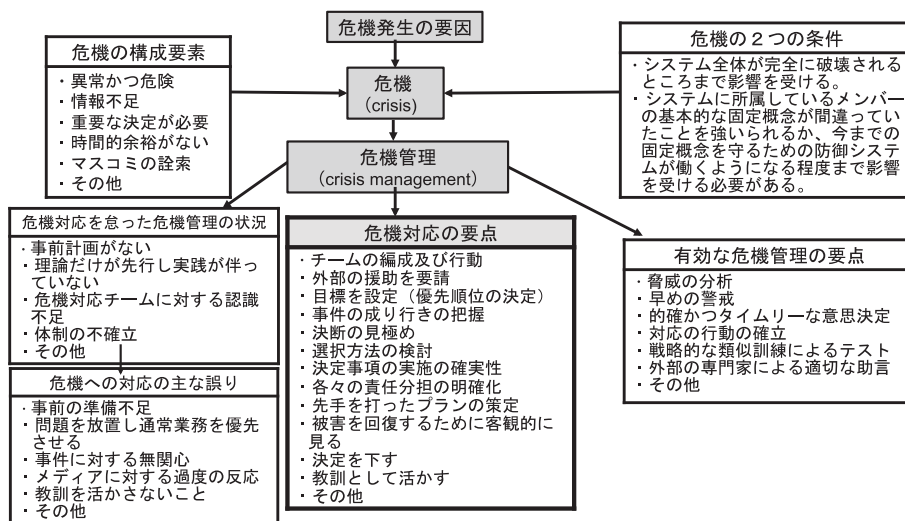 危機発生の要因
危機の構成要素
・異常かつ危険
・情報不足
・重要な決定が必要
・時間的余裕がない
・マスコミの詮索
・その他
危機
(crisis)
危機の２つの条件
・システム全体が完全に破壊される
ところまで影響を受ける。
・システムに所属しているメンバー
の基本的な固定概念が間違ってい
たことを強いられるか、今までの
固定概念を守るための防御システ
ムが働くようになる程度まで影響
を受ける必要がある。
危機管理
(crisis management)
危機対応を怠った危機管理の状況
・事前計画がない
・理論だけが先行し実践が伴っ
ていない
・危機対応チームに対する認識
不足
・体制の不確立
・その他
危機への対応の主な誤り
・事前の準備不足
・問題を放置し通常業務を優先
させる
・事件に対する無関心
・メディアに対する過度の反応
・教訓を活かさないこと
・その他
危機対応の要点
・チームの編成及び行動
・外部の援助を要請
・目標を設定（優先順位の決定）
・事件の成り行きの把握
・決断の見極め
・選択方法の検討
・決定事項の実施の確実性
・各々の責任分担の明確化
・先手を打ったプランの策定
・被害を回復するために客観的に
見る
・決定を下す
・教訓として活かす
・その他
有効な危機管理の要点
・脅威の分析
・早めの警戒
・的確かつタイムリーな意思決定
・対応の行動の確立
・戦略的な類似訓練によるテスト
・外部の専門家による適切な助言
・その他